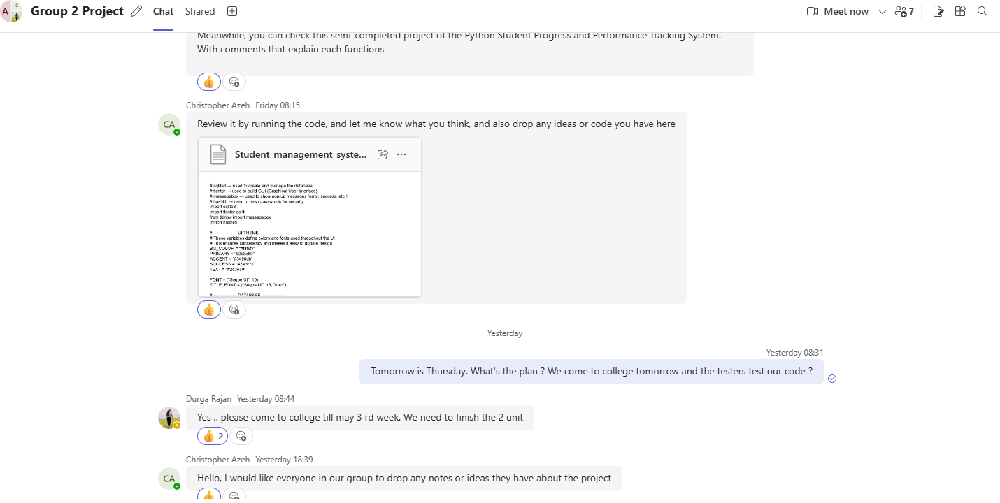 A
C
Group 2 Project
Chat
Shared
Meet now
7
Meanwhile, you can check this semi-completed project of the Python Student Progress and Performance Tracking System.
With comments that explain each functions
Christopher Azeh Friday 08:15
CA
Review it by running the code, and let me know what you think, and also drop any ideas or code you have here
Student_management_syste...
# sqlite3 → used to create and manage the database
# tkinter → used to build GUI (Graphical User Interface)
# messagebox → used to show pop-up messages (error, success, etc.)
# hashlib → used to hash passwords for security
import sqlite3
import tkinter as tk
from tkinter import messagebox
import hashlib
# ---------------- UI THEME ----------------
# These variables define colors and fonts used throughout the UI
# This ensures consistency and makes it easy to update design
BG_COLOR = "#f4f6f7"
PRIMARY = "#2c3e50"
ACCENT = "#3498db"
SUCCESS = "#2ecc71"
TEXT = "#2c3e50"
FONT = ("Segoe UI", 10)
TITLE_FONT = ("Segoe UI", 16, "bold")
# ---------------- DATABASE ----------------
Yesterday
Yesterday 08:31
Tomorrow is Thursday. What's the plan ? We come to college tomorrow and the testers test our code ?
Durga Rajan Yesterday 08:44
Yes .. please come to college till may 3 rd week. We need to finish the 2 unit
2
Christopher Azeh Yesterday 18:39
CA
Hello, I would like everyone in our group to drop any notes or ideas they have about the project